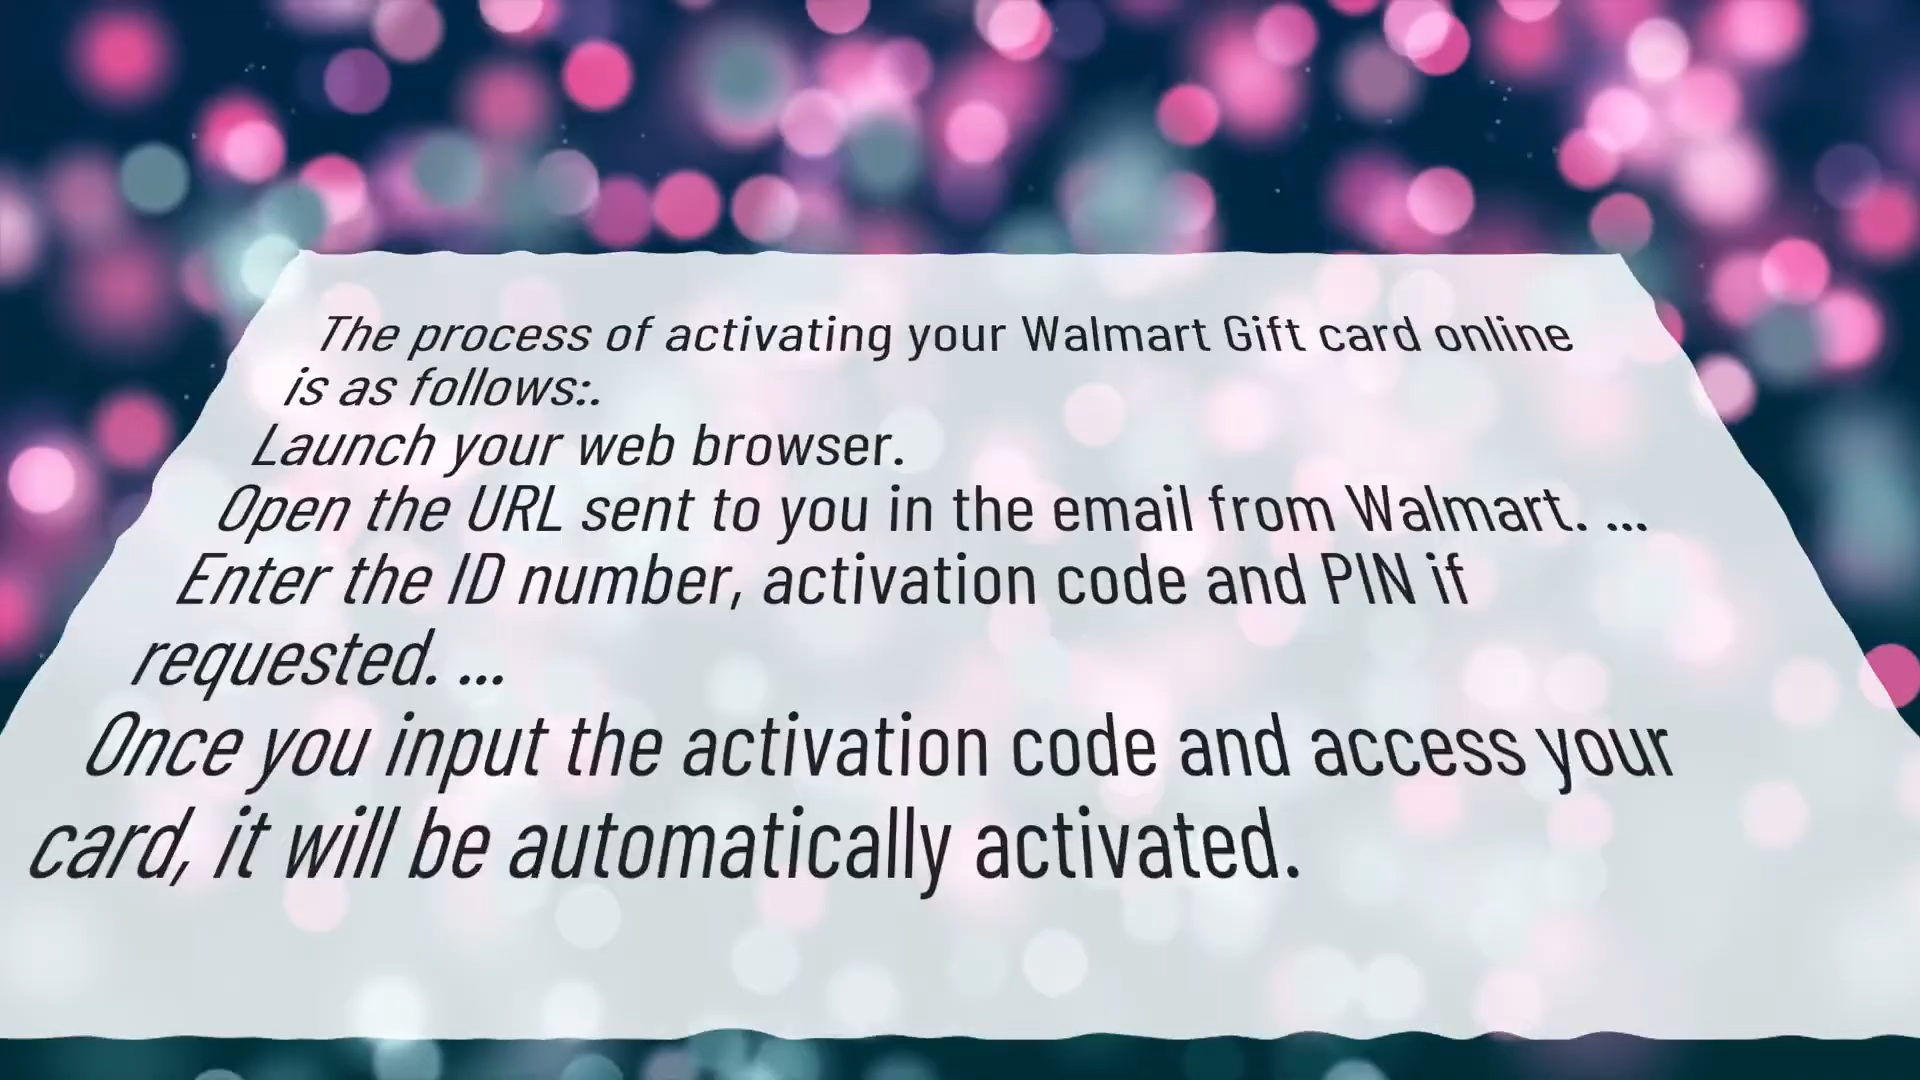 The process of activating your Walmart Gift card online
is as follows:.
Launch your web browser.
Open the URL sent to you in the email from Walmart. ...
Enter the ID number, activation code and PIN if
requested. ...
Once you input the activation code and access your
card, it will be automatically activated.